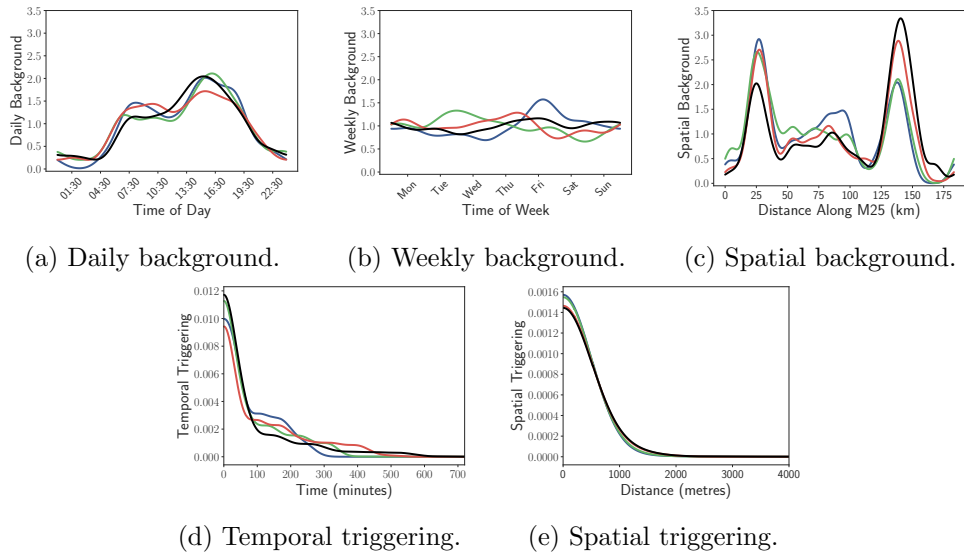 3.5
3.0
2.5
2.0
1.5
1.0
0.5
0.0
Daily Background
01:30 04:30 07:30 10:30 13:30 16:30 19:30 22:30
Time of Day
(a) Daily background.
3.5
3.0
2.5
2.0
1.5
1.0
0.5
0.0
Weekly Background
Mon Tue Wed Thu Fri Sat Sun
Time of Week
(b) Weekly background.
3.5
3.0
2.5
2.0
1.5
1.0
0.5
0.0
Spatial Background
0 25 50 75 100 125 150 175
Distance Along M25 (km)
(c) Spatial background.
0.012
0.010
0.008
0.006
0.004
0.002
0.000
Temporal Triggering
0 100 200 300 400 500 600 700
Time (minutes)
(d) Temporal triggering.
0.0016
0.0014
0.0012
0.0010
0.0008
0.0006
0.0004
0.0002
0.0000
Spatial Triggering
0 1000 2000 3000 4000
Distance (metres)
(e) Spatial triggering.